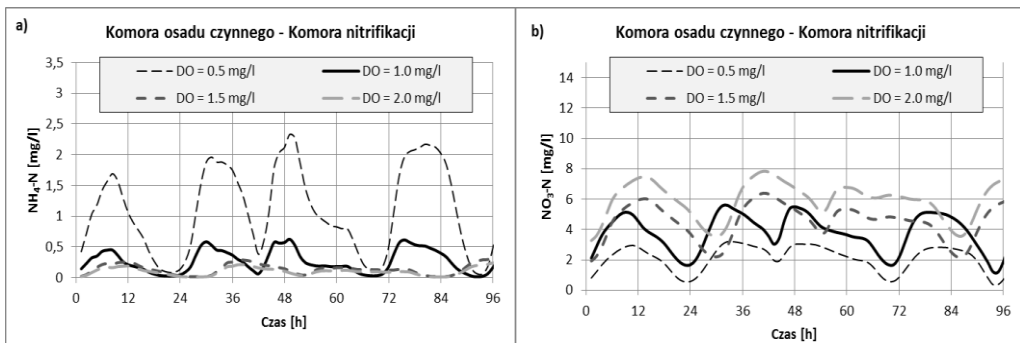 a)
Komora osadu czynnego - Komora nitrifikacji
DO = 0.5 mg/l
DO = 1.0 mg/l
DO = 1.5 mg/l
DO = 2.0 mg/l
NH₄-N [mg/l]
3,5
3
2,5
2
1,5
1
0,5
0
0 12 24 36 48 60 72 84 96
Czas [h]
b)
Komora osadu czynnego - Komora nitrifikacji
DO = 0.5 mg/l
DO = 1.0 mg/l
DO = 1.5 mg/l
DO = 2.0 mg/l
NO₃-N [mg/l]
14
12
10
8
6
4
2
0
0 12 24 36 48 60 72 84 96
Czas [h]